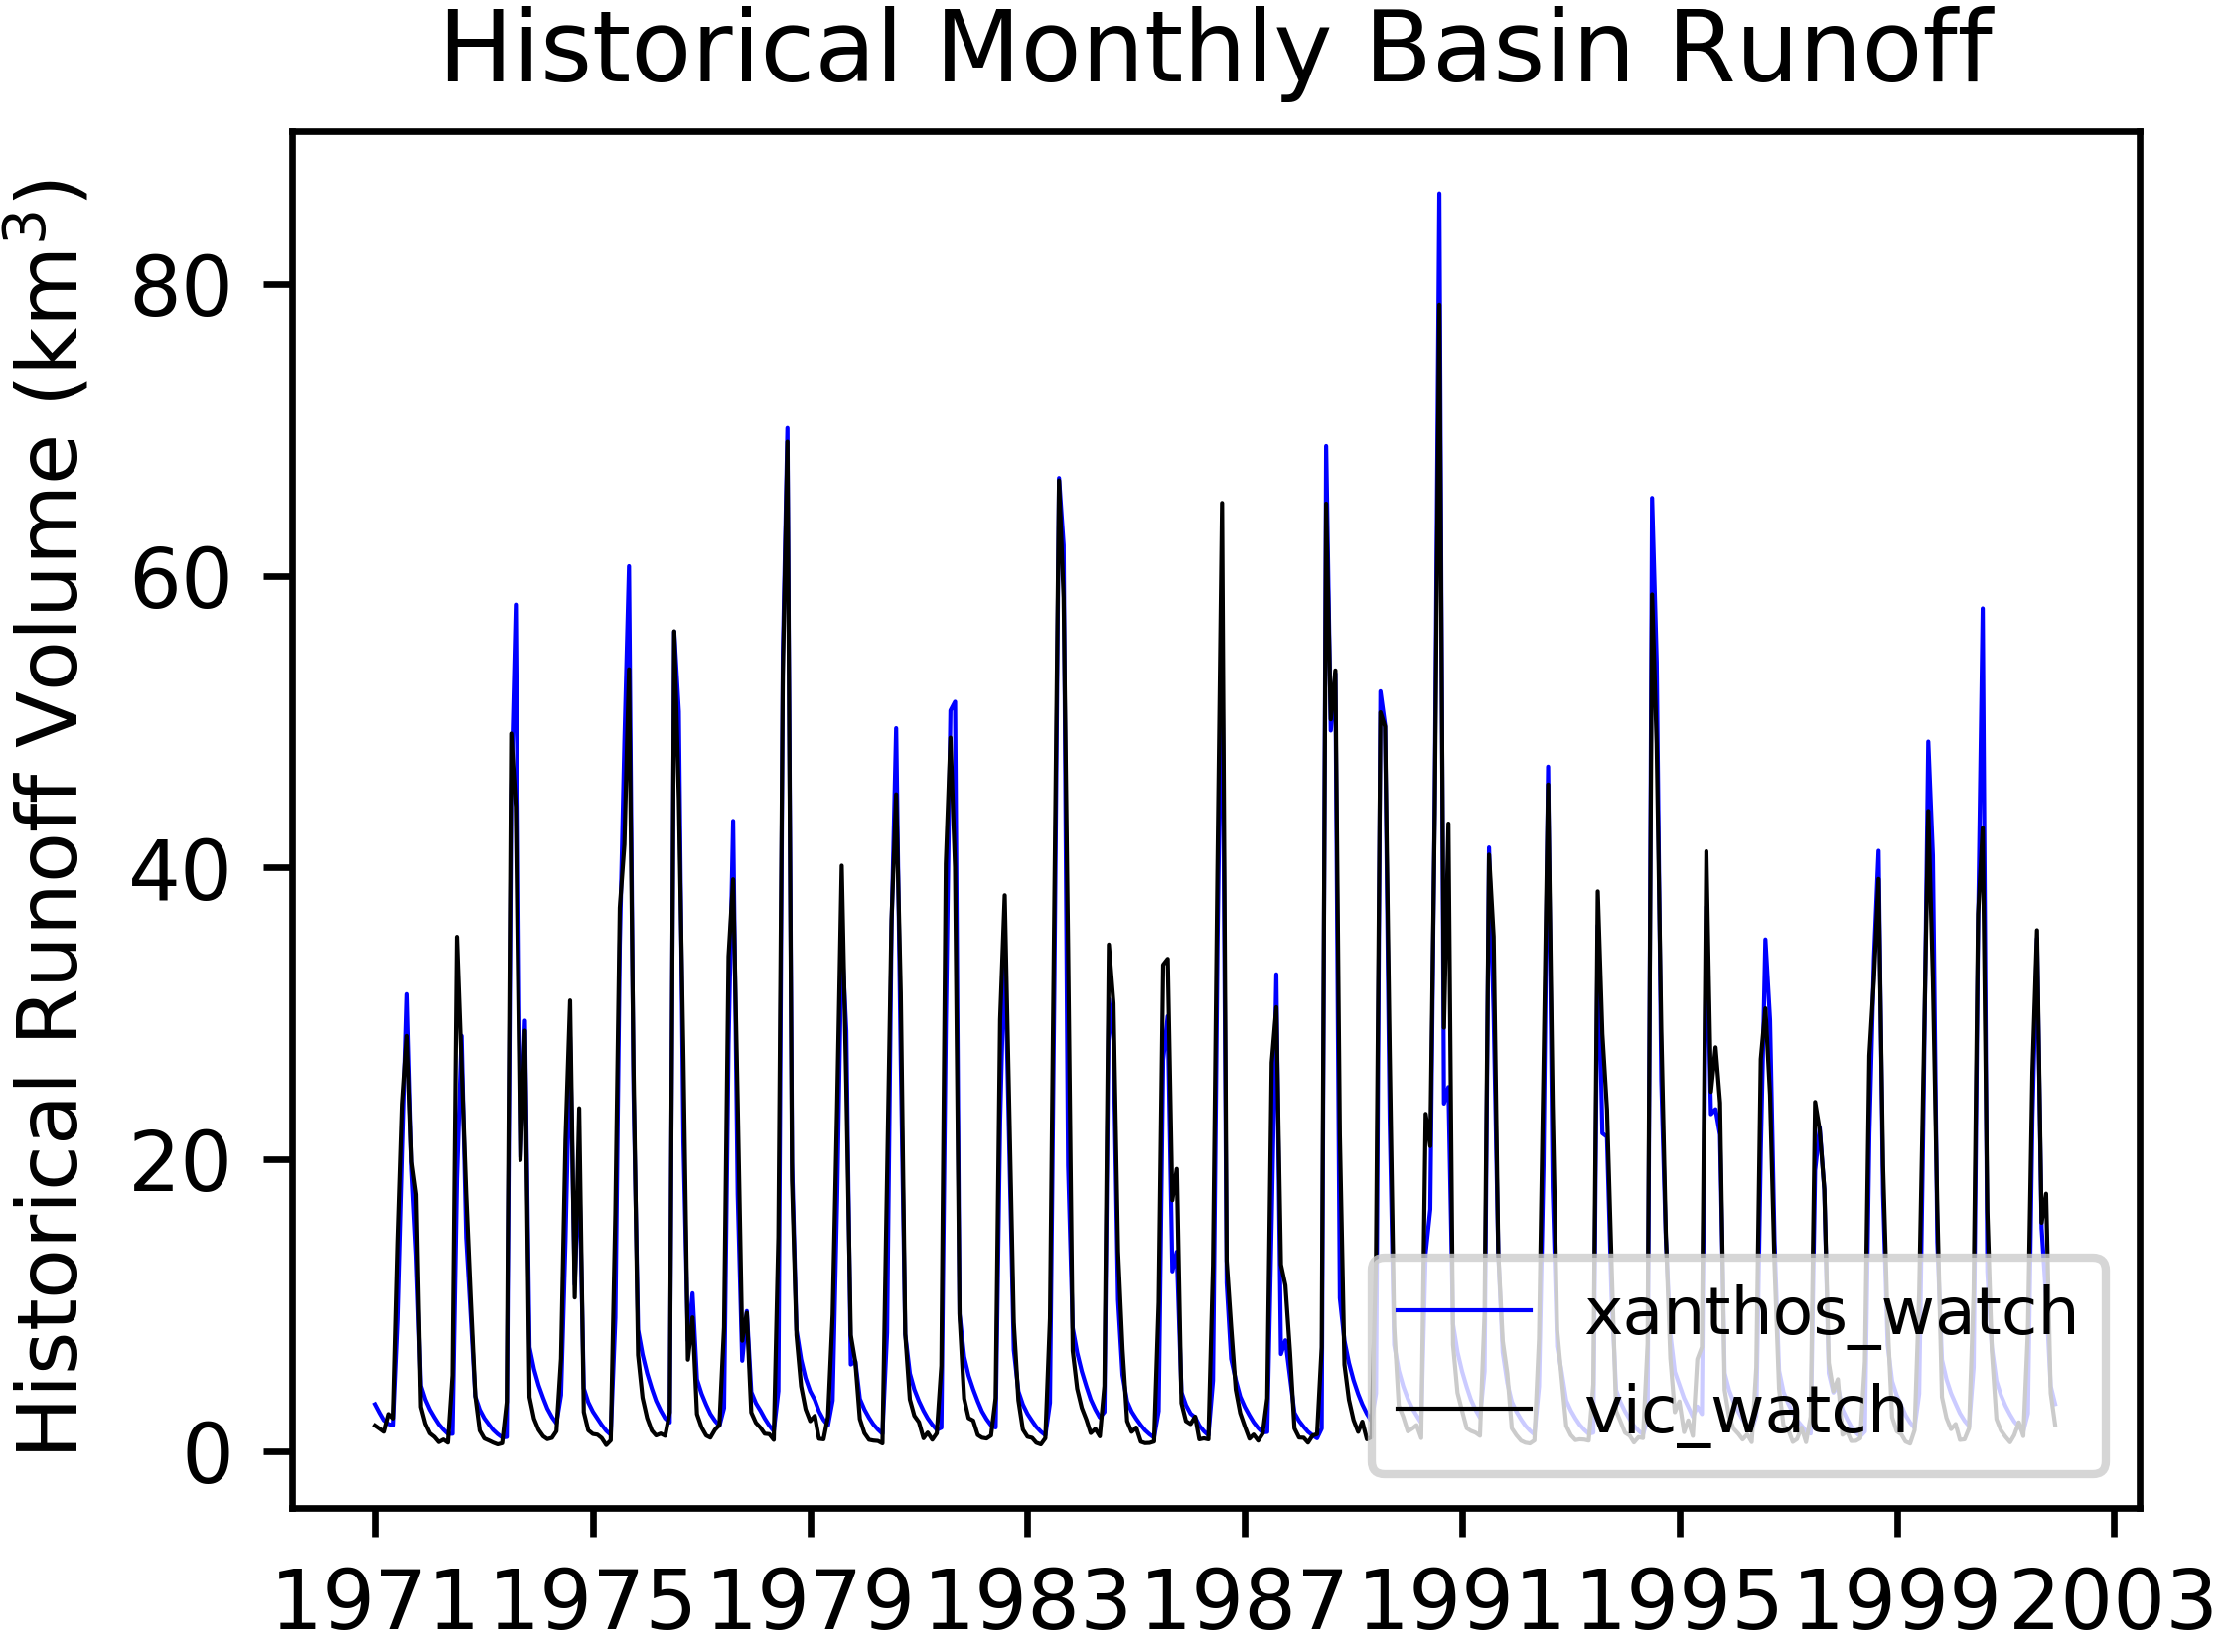 Historical Monthly Basin Runoff
Historical Runoff Volume (km³)
80
60
40
20
0
1971 1975 1979 1983 1987 1991 1995 1999 2003
xanthos_watch
vic_watch